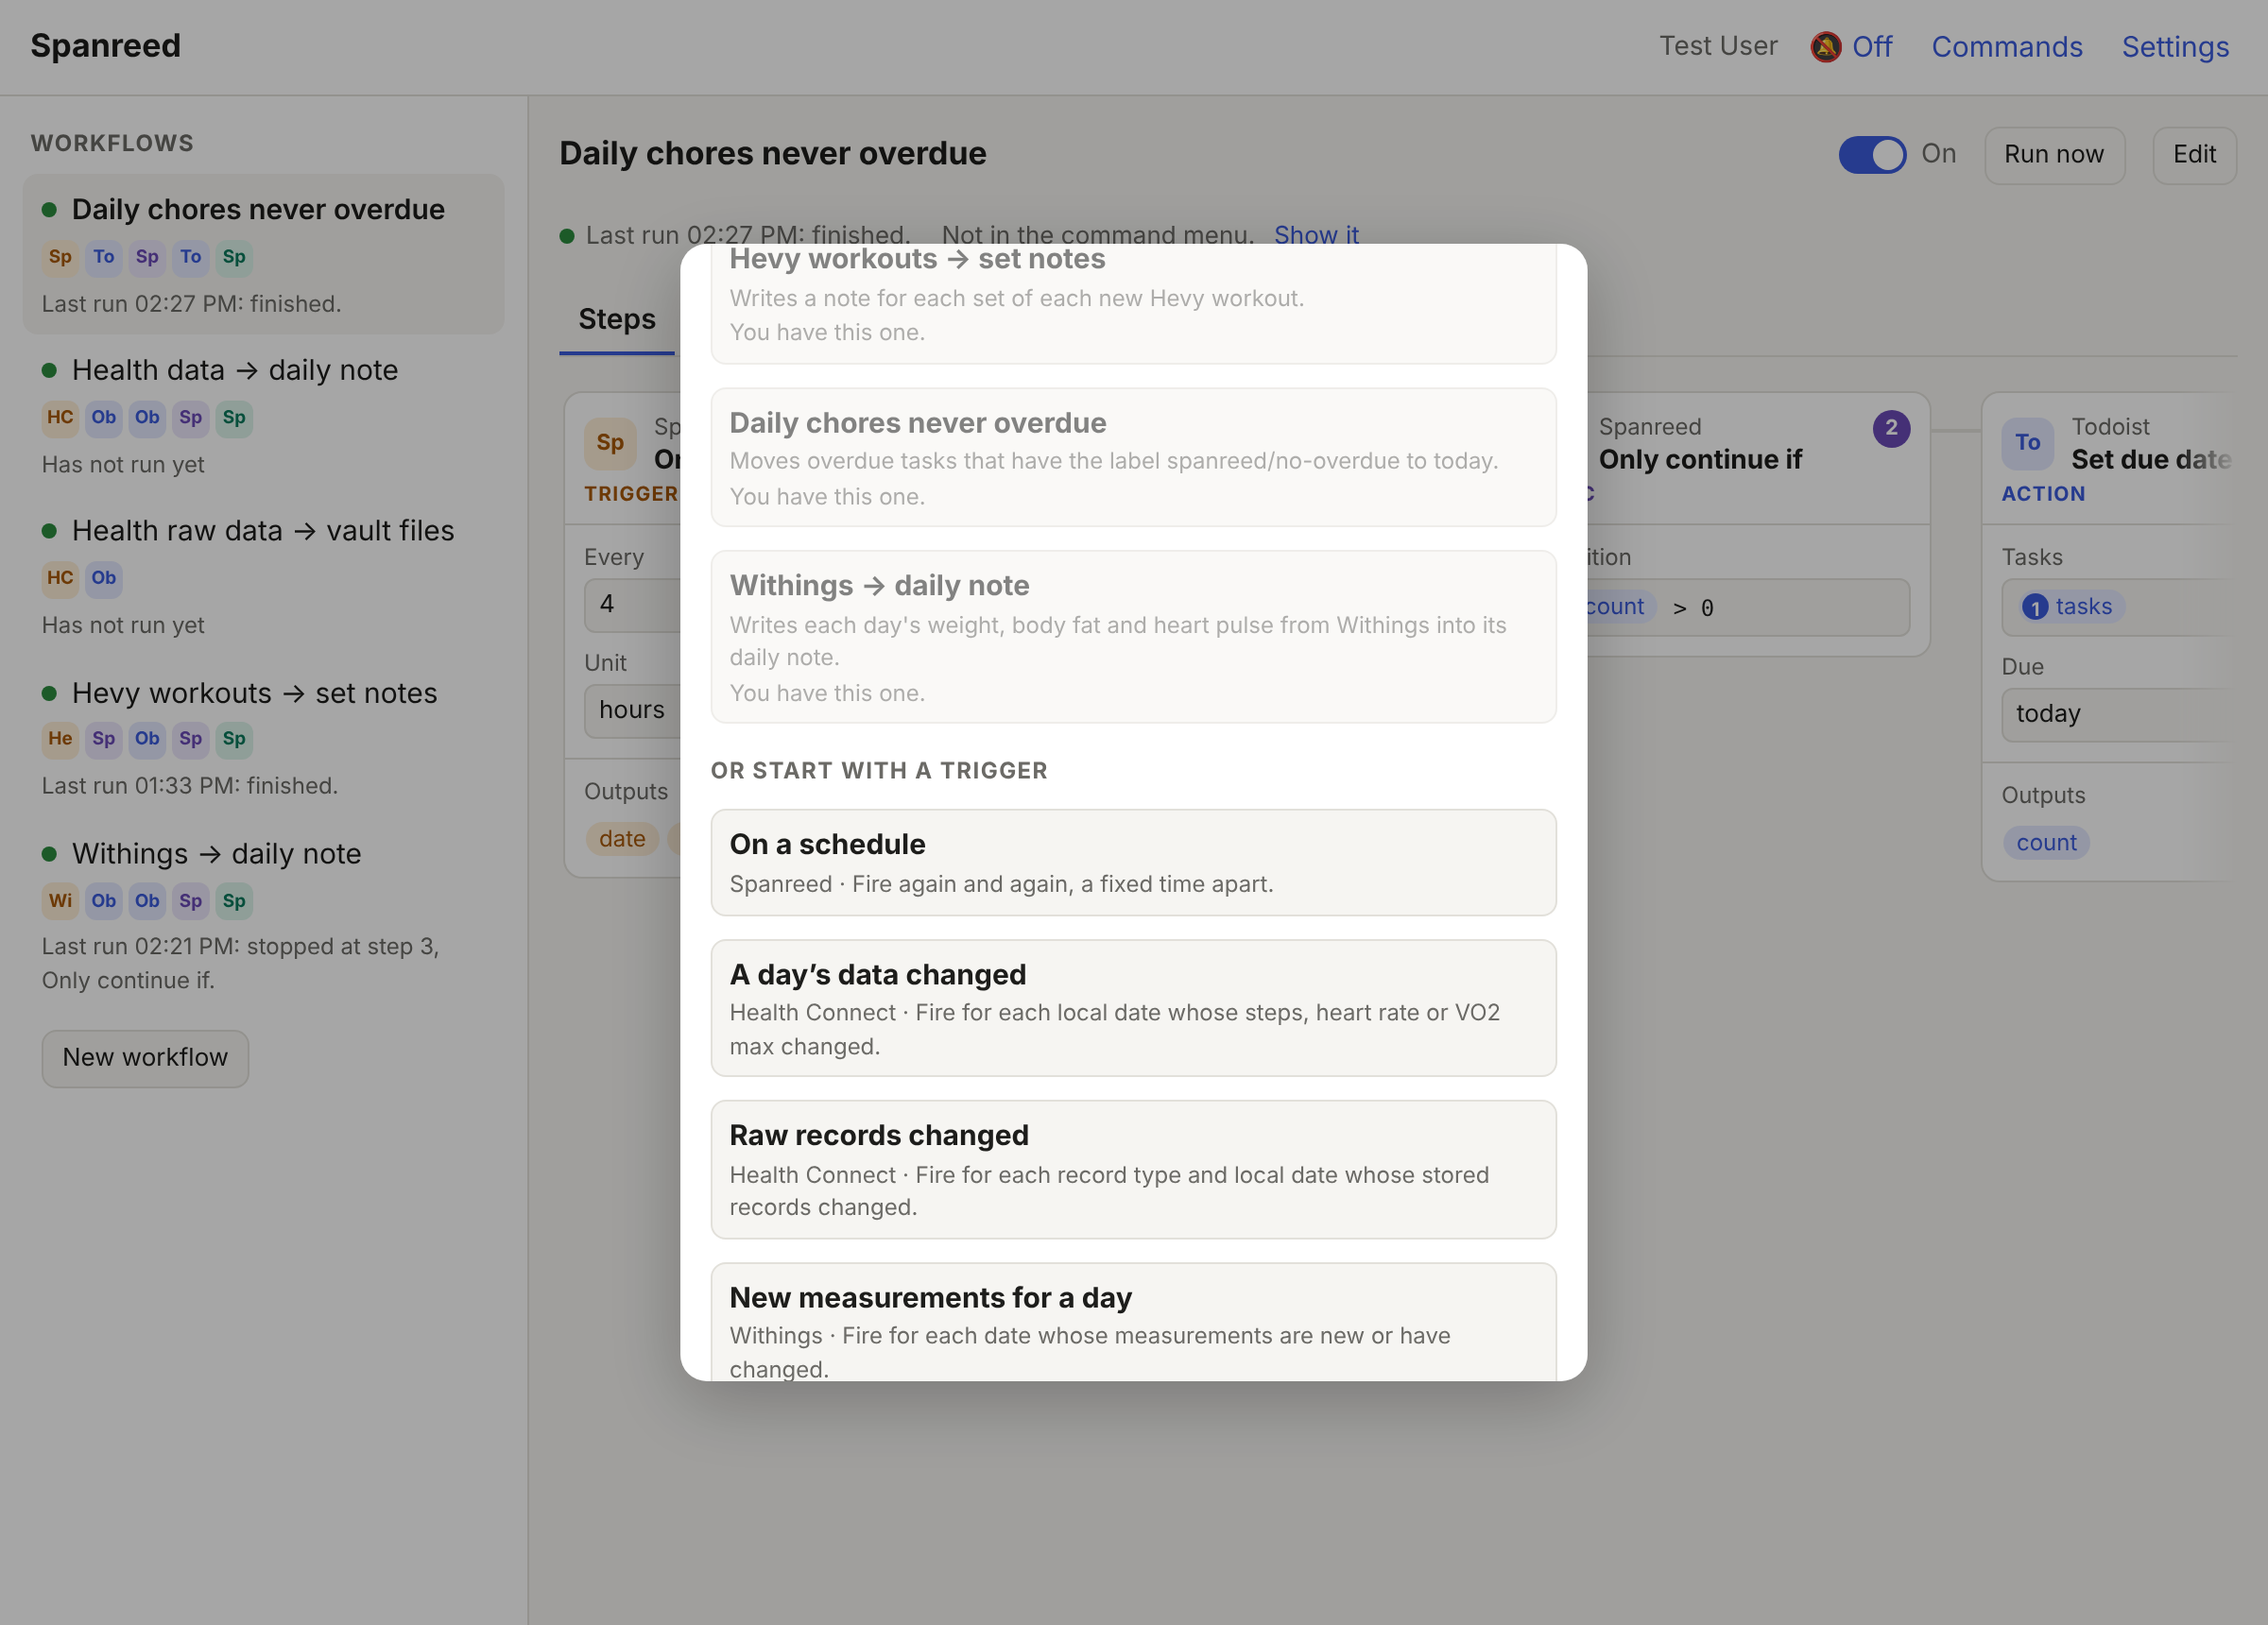 Spanreed
Test User
Off
Commands
Settings
WORKFLOWS
Daily chores never overdue
Sp To Sp To Sp
Last run 02:27 PM: finished.
Health data → daily note
HC Ob Ob Sp Sp
Has not run yet
Health raw data → vault files
HC Ob
Has not run yet
Hevy workouts → set notes
He Sp Ob Sp Sp
Last run 01:33 PM: finished.
Withings → daily note
Wi Ob Ob Sp Sp
Last run 02:21 PM: stopped at step 3,
Only continue if.
New workflow
Daily chores never overdue
On
Run now
Edit
Last run 02:27 PM: finished. Not in the command menu. Show it
Steps
Sp
TRIGGER
Every
4
Unit
hours
Outputs
date
Hevy workouts → set notes
Writes a note for each set of each new Hevy workout.
You have this one.
Daily chores never overdue
Moves overdue tasks that have the label spanreed/no-overdue to today.
You have this one.
Withings → daily note
Writes each day's weight, body fat and heart pulse from Withings into its
daily note.
You have this one.
OR START WITH A TRIGGER
On a schedule
Spanreed · Fire again and again, a fixed time apart.
A day’s data changed
Health Connect · Fire for each local date whose steps, heart rate or VO2
max changed.
Raw records changed
Health Connect · Fire for each record type and local date whose stored
records changed.
New measurements for a day
Withings · Fire for each date whose measurements are new or have
changed.
Spanreed
2
Only continue if
count > 0
To
Todoist
Set due date
ACTION
Tasks
1 tasks
Due
today
Outputs
count